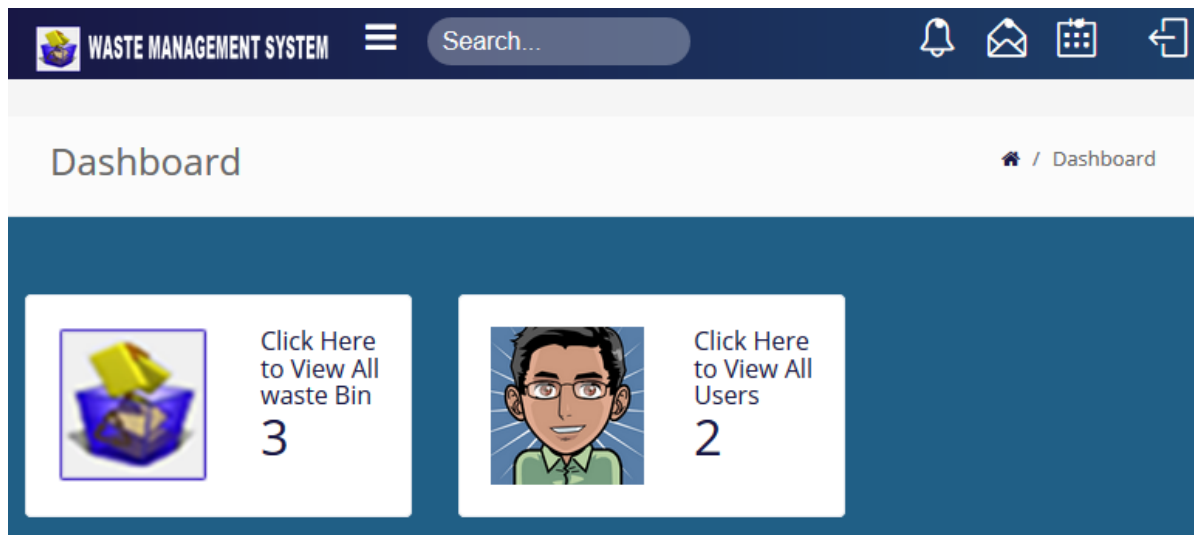 WASTE MANAGEMENT SYSTEM
Search...
Dashboard
/ Dashboard
Click Here
to View All
waste Bin
3
Click Here
to View All
Users
2